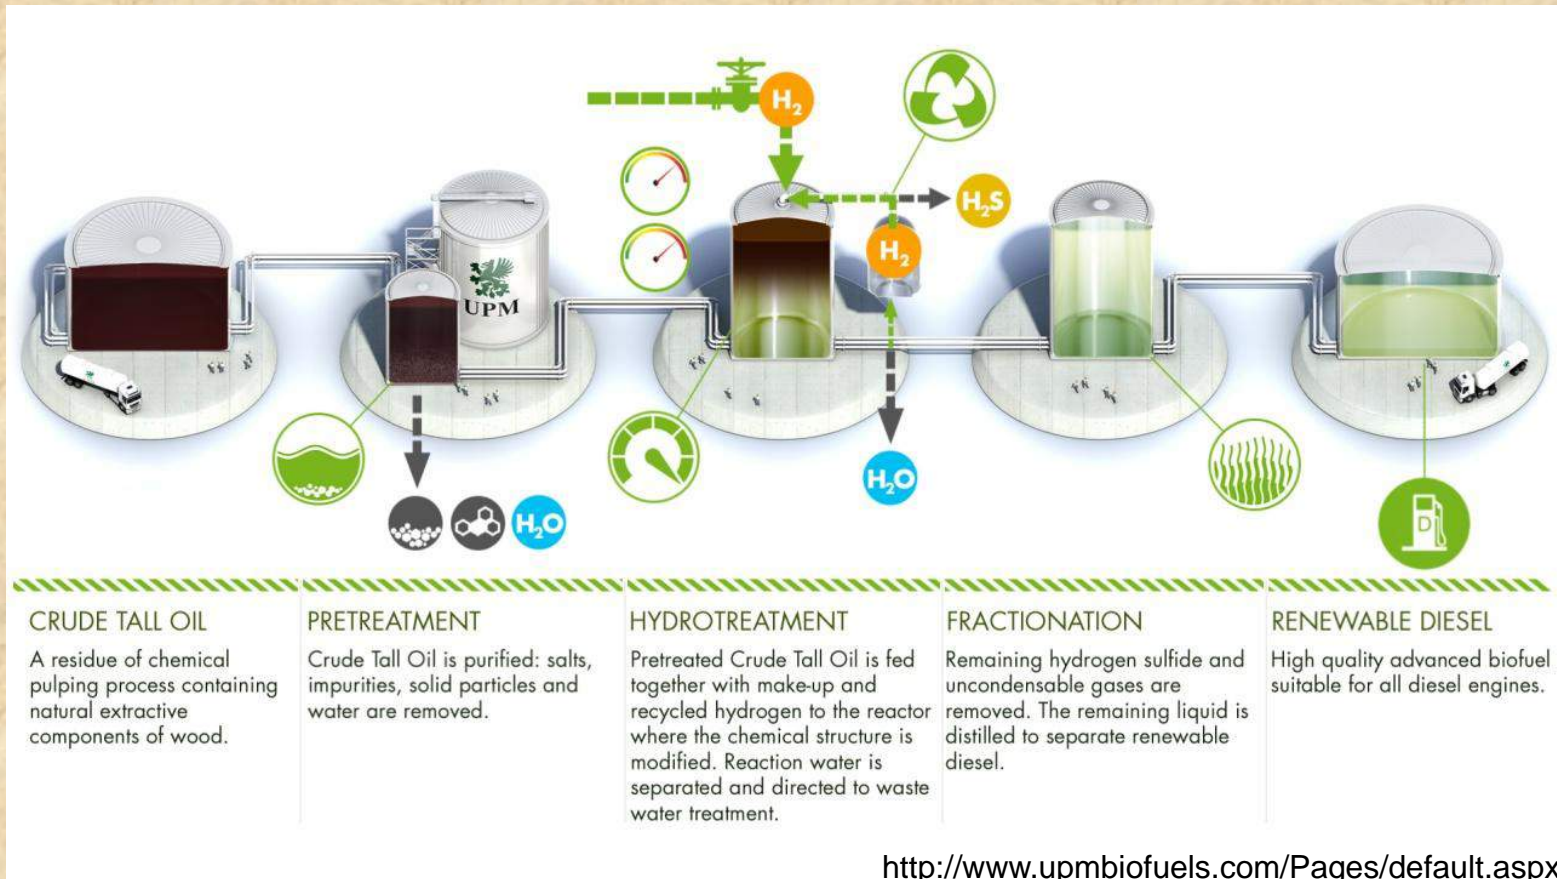 H₂
H₂S
H₂
UPM
H₂O
H₂O
D
CRUDE TALL OIL
A residue of chemical
pulping process containing
natural extractive
components of wood.
PRETREATMENT
Crude Tall Oil is purified: salts,
impurities, solid particles and
water are removed.
HYDROTREATMENT
Pretreated Crude Tall Oil is fed
together with make-up and
recycled hydrogen to the reactor
where the chemical structure is
modified. Reaction water is
separated and directed to waste
water treatment.
FRACTIONATION
Remaining hydrogen sulfide and
uncondensable gases are
removed. The remaining liquid is
distilled to separate renewable
diesel.
RENEWABLE DIESEL
High quality advanced biofuel
suitable for all diesel engines.
http://www.upmbiofuels.com/Pages/default.aspx